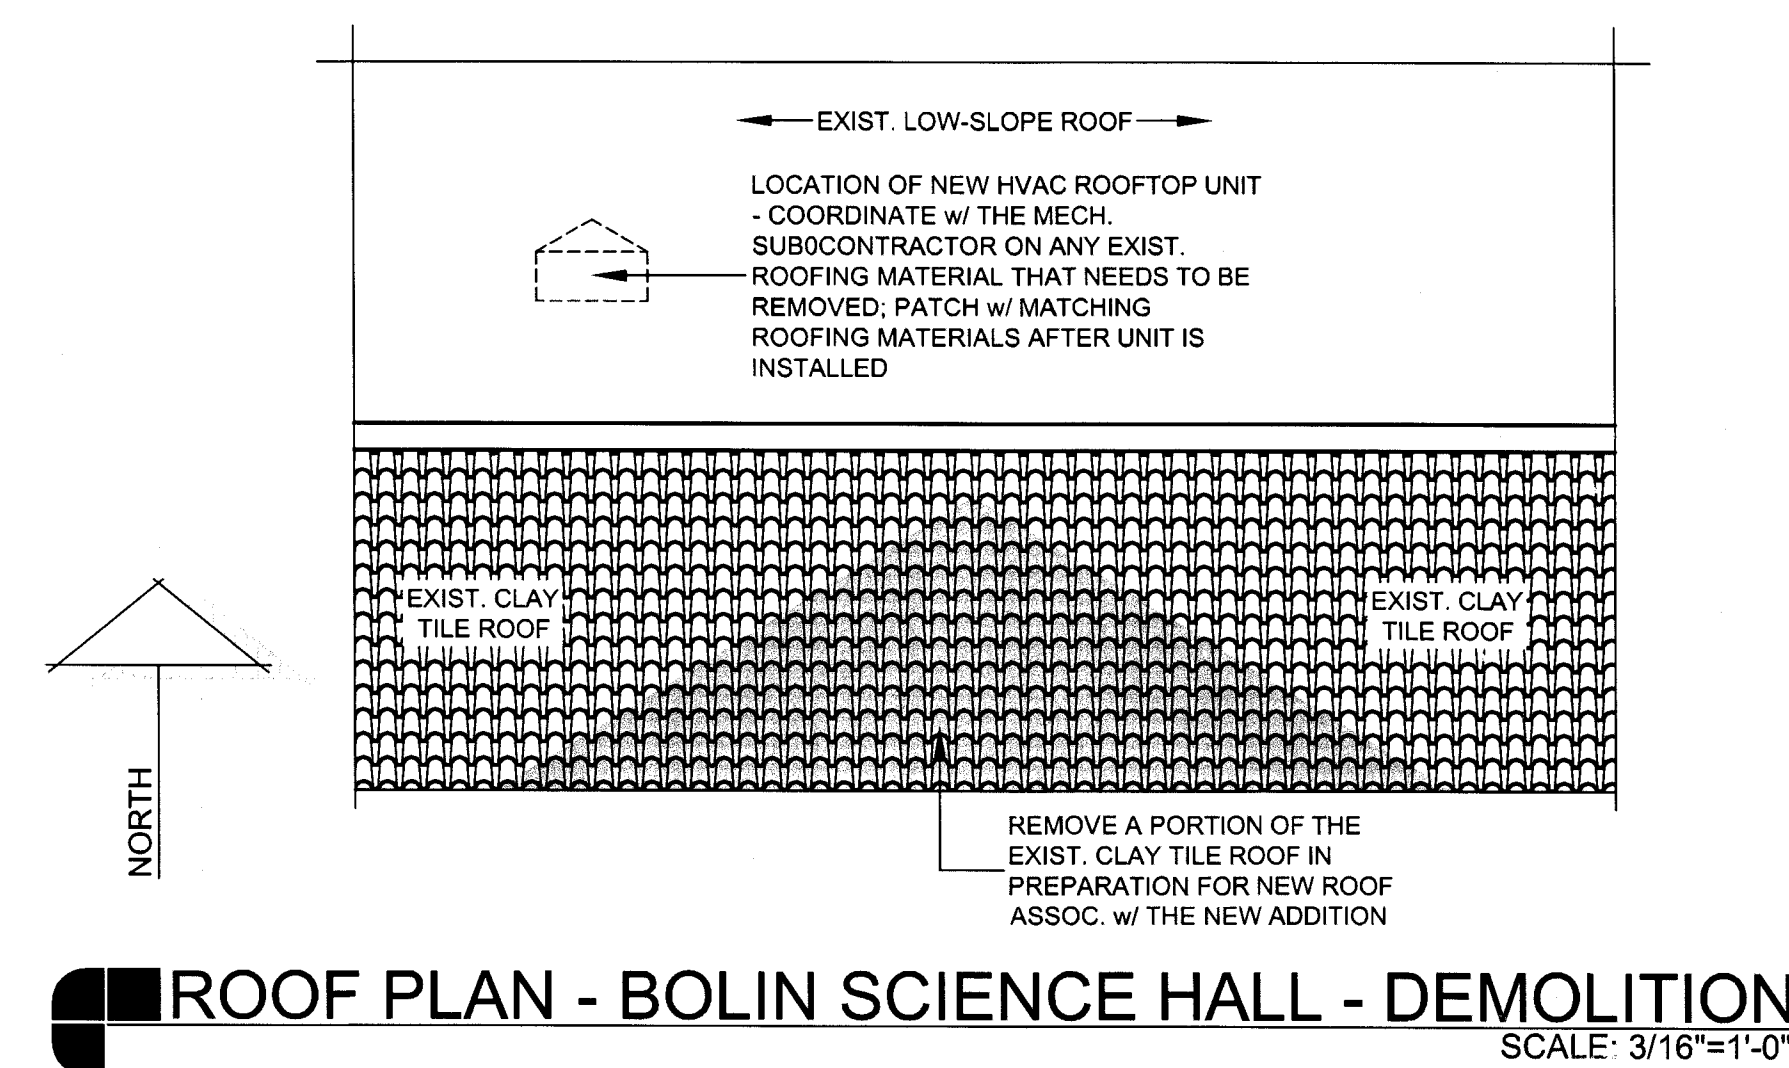 EXIST. LOW-SLOPE ROOF
LOCATION OF NEW HVAC ROOFTOP UNIT
- COORDINATE w/ THE MECH.
SUB0CONTRACTOR ON ANY EXIST.
ROOFING MATERIAL THAT NEEDS TO BE
REMOVED; PATCH w/ MATCHING
ROOFING MATERIALS AFTER UNIT IS
INSTALLED
EXIST. CLAY
TILE ROOF
EXIST. CLAY
TILE ROOF
NORTH
REMOVE A PORTION OF THE
EXIST. CLAY TILE ROOF IN
PREPARATION FOR NEW ROOF
ASSOC. w/ THE NEW ADDITION
ROOF PLAN - BOLIN SCIENCE HALL - DEMOLITION
SCALE: 3/16"=1'-0"